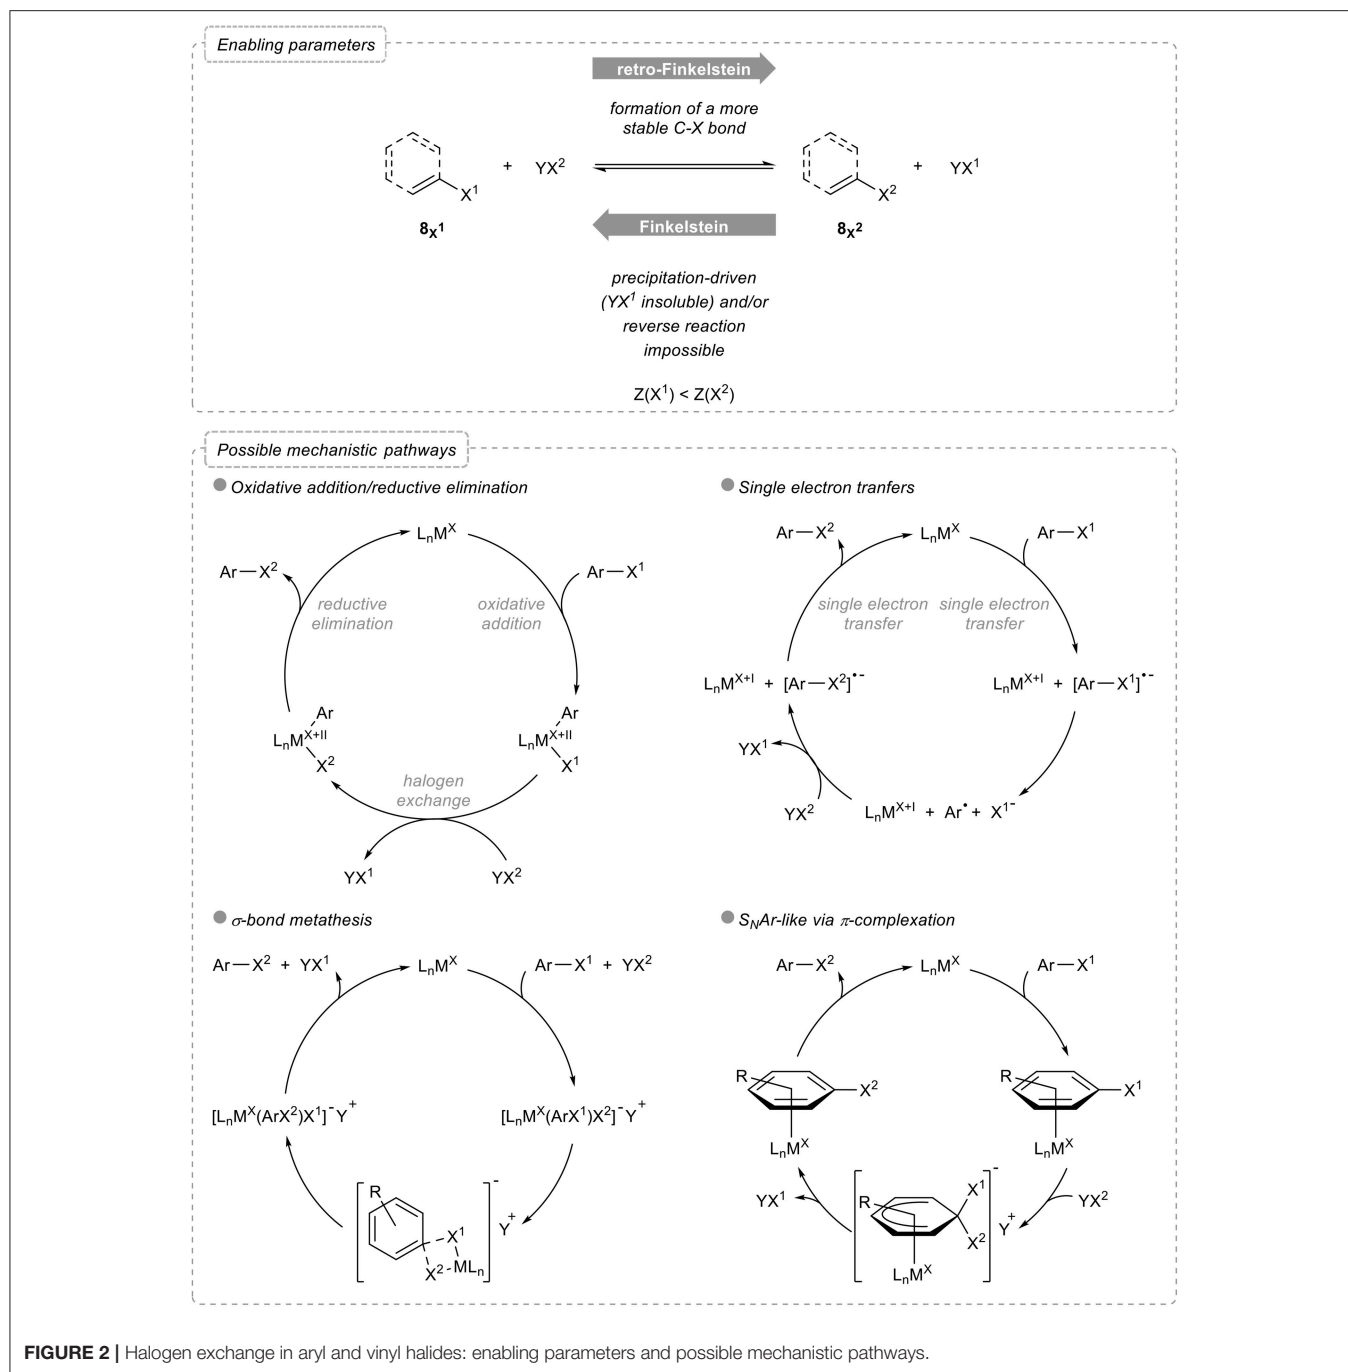 Enabling parameters
retro-Finkelstein
formation of a more
stable C-X bond
X¹ + YX² X² + YX¹
8X¹ Finkelstein 8X²
precipitation-driven
(YX¹ insoluble) and/or
reverse reaction
impossible
Z(X¹) < Z(X²)
Possible mechanistic pathways
Oxidative addition/reductive elimination
LₙMˣ
Ar—X² Ar—X¹
reductive
elimination
oxidative
addition
Ar
LₙMˣ⁺ᴵᴵ
X²
Ar
LₙMˣ⁺ᴵᴵ
X¹
halogen
exchange
YX¹ YX²
Single electron tranfers
Ar—X² LₙMˣ Ar—X¹
single electron
transfer
single electron
transfer
LₙMˣ⁺ᴵ + [Ar—X²]•-
LₙMˣ⁺ᴵ + [Ar—X¹]•-
YX¹
YX²
LₙMˣ⁺ᴵ + Ar• + X¹⁻
σ-bond metathesis
Ar—X² + YX¹ LₙMˣ Ar—X¹ + YX²
[LₙMˣ(ArX²)X¹]⁻Y⁺ [LₙMˣ(ArX¹)X²]⁻Y⁺
R
X¹
X² MLₙ
- Y⁺
SNAr-like via π-complexation
Ar—X² LₙMˣ Ar—X¹
R X²
LₙMˣ
R X¹
LₙMˣ
YX¹ YX²
R X¹
X²
LₙMˣ
- Y⁺
FIGURE 2 | Halogen exchange in aryl and vinyl halides: enabling parameters and possible mechanistic pathways.